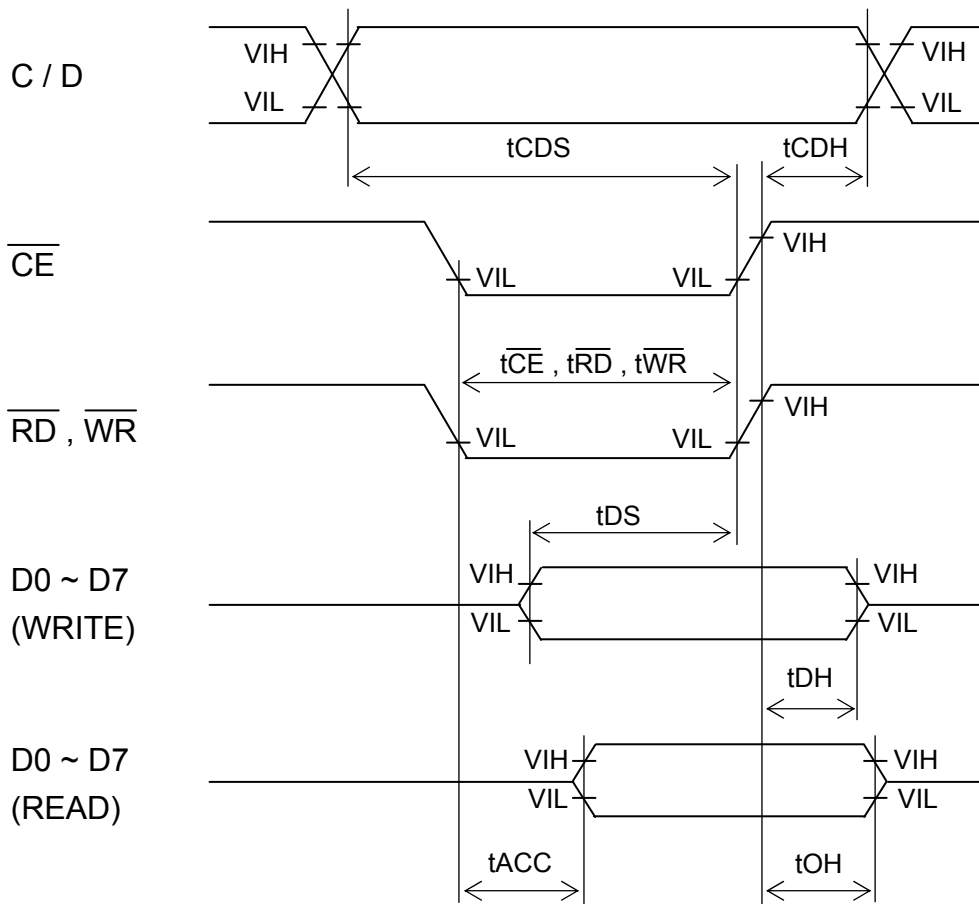 C / D
VIH
VIL
VIH
VIL
tCDS
tCDH
CE
VIL
VIL
VIH
tCE , tRD , tWR
RD , WR
VIL
VIL
VIH
tDS
D0 ~ D7
(WRITE)
VIH
VIL
VIH
VIL
tDH
D0 ~ D7
(READ)
VIH
VIL
VIH
VIL
tACC
tOH